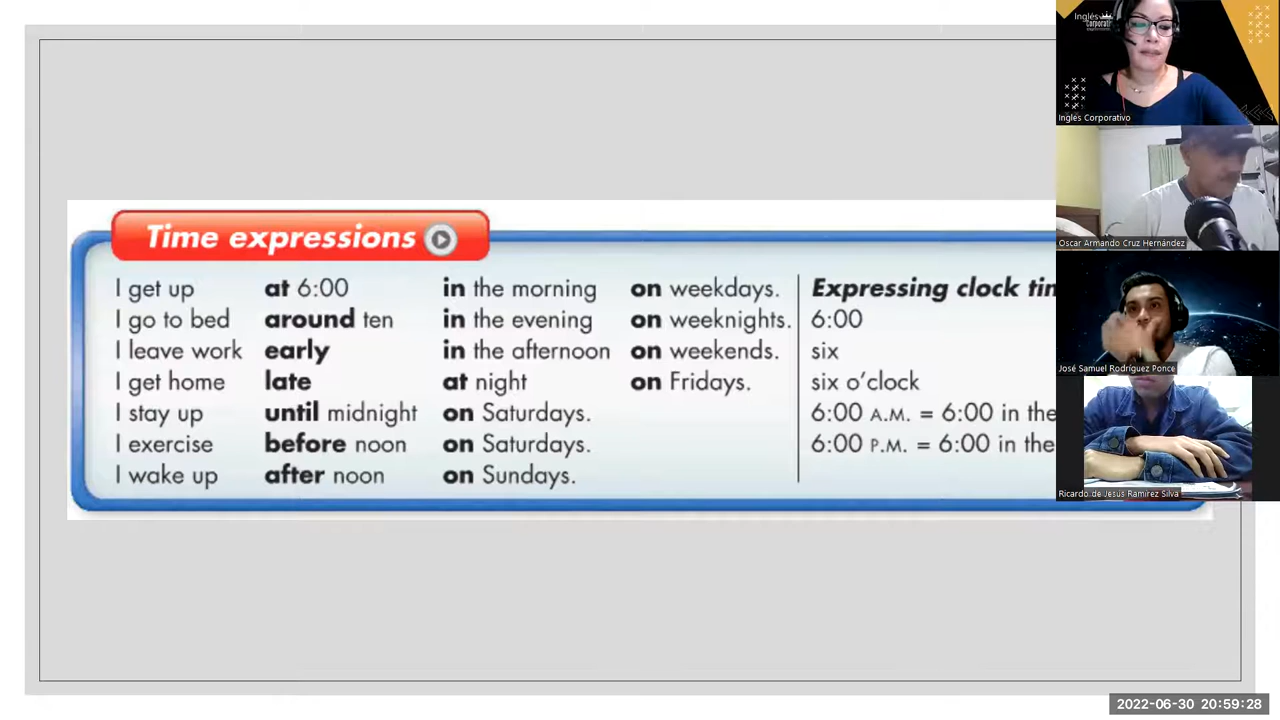 Time expressions
I get up at 6:00 in the morning on weekdays.
I go to bed around ten in the evening on weeknights.
I leave work early in the afternoon on weekends.
I get home late at night on Fridays.
I stay up until midnight on Saturdays.
I exercise before noon on Saturdays.
I wake up after noon on Sundays.
Expressing clock
6:00
six
six o'clock
6:00 A.M. = 6:00 in the
6:00 P.M. = 6:00 in the
Inglés
Corporativo
Inglés Corporativo
Oscar Armando Cruz Hernández
José Samuel Rodríguez Ponce
Ricardo de Jesús Ramírez Silva
2022-06-30 20:59:28